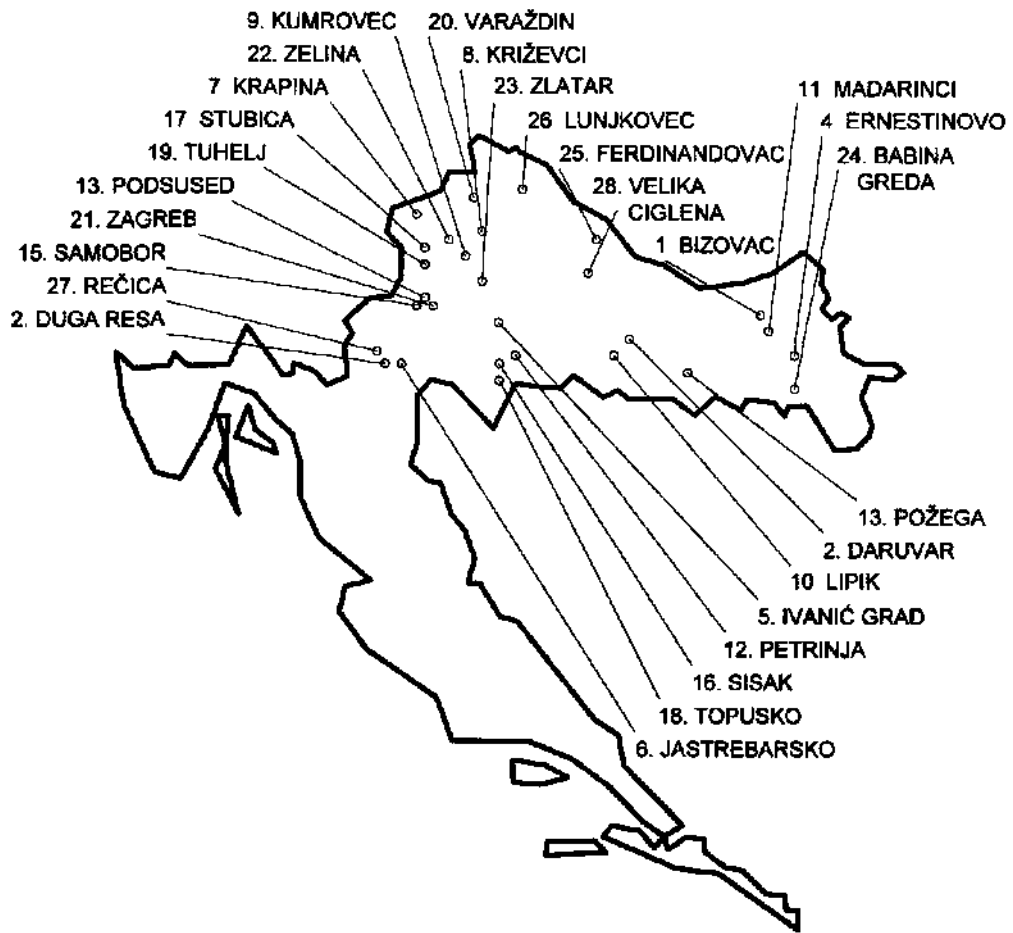 9. KUMROVEC
20. VARAŽDIN
22. ZELINA
8. KRIŽEVCI
7 KRAPINA
23. ZLATAR
11 MADARINCI
17 STUBICA
26 LUNJKOVEC
4 ERNESTINOVO
19. TUHELJ
25. FERDINANDOVAC
24. BABINA
GREDA
13. PODSUSED
28. VELIKA
CIGLENA
21. ZAGREB
1 BIZOVAC
15. SAMOBOR
27. REČICA
2. DUGA RESA
13. POŽEGA
2. DARUVAR
10 LIPIK
5. IVANIĆ GRAD
12. PETRINJA
16. SISAK
18. TOPUSKO
6. JASTREBARSKO